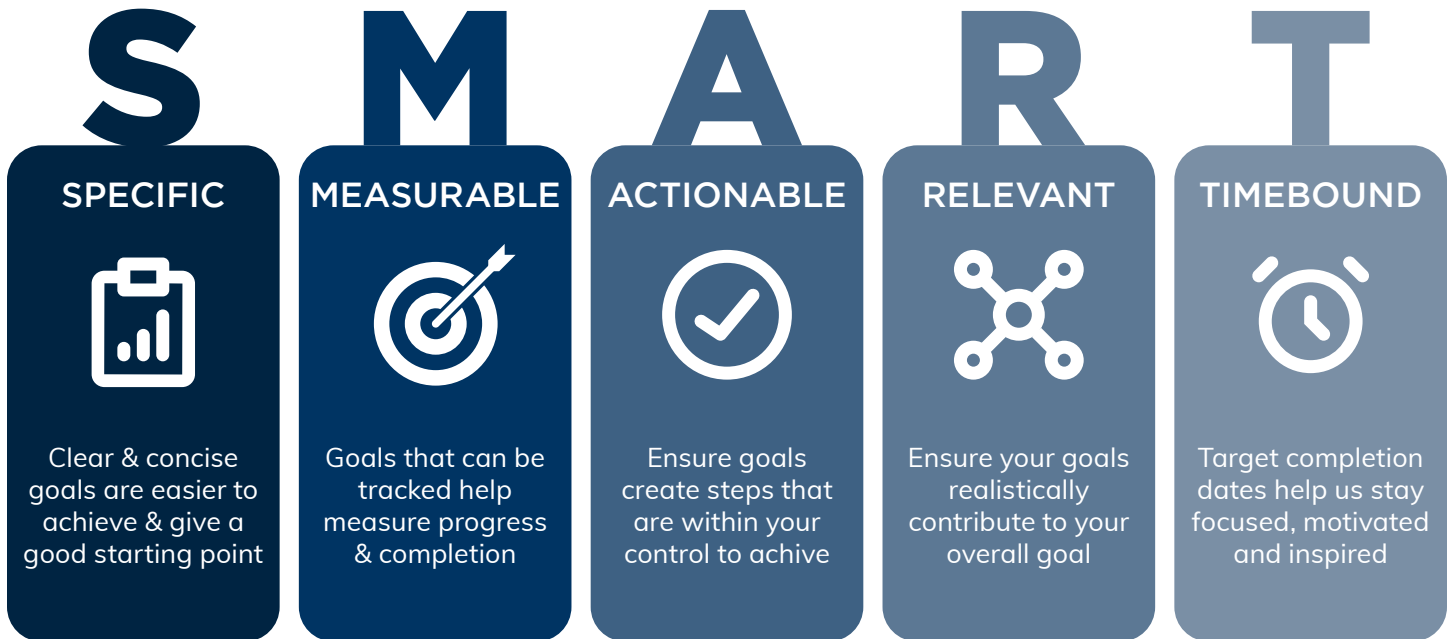 S
M
A
R
T
SPECIFIC
Clear & concise
goals are easier to
achieve & give a
good starting point
MEASURABLE
Goals that can be
tracked help
measure progress
& completion
ACTIONABLE
Ensure goals
create steps that
are within your
control to achive
RELEVANT
Ensure your goals
realistically
contribute to your
overall goal
TIMEBOUND
Target completion
dates help us stay
focused, motivated
and inspired